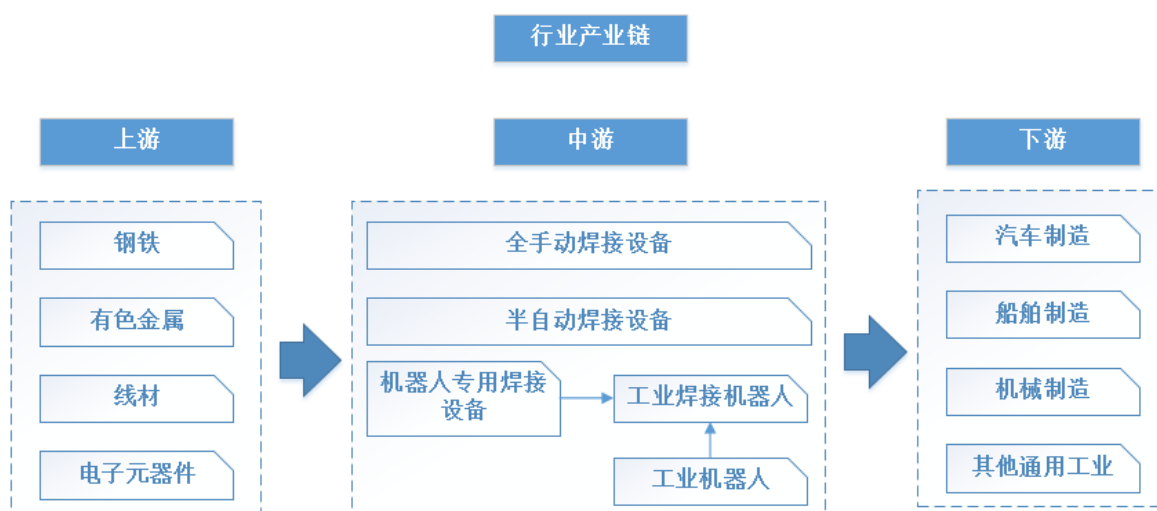 行业产业链
上游
中游
下游
钢铁
有色金属
线材
电子元器件
全手动焊接设备
半自动焊接设备
机器人专用焊接
设备
工业焊接机器人
工业机器人
汽车制造
船舶制造
机械制造
其他通用工业